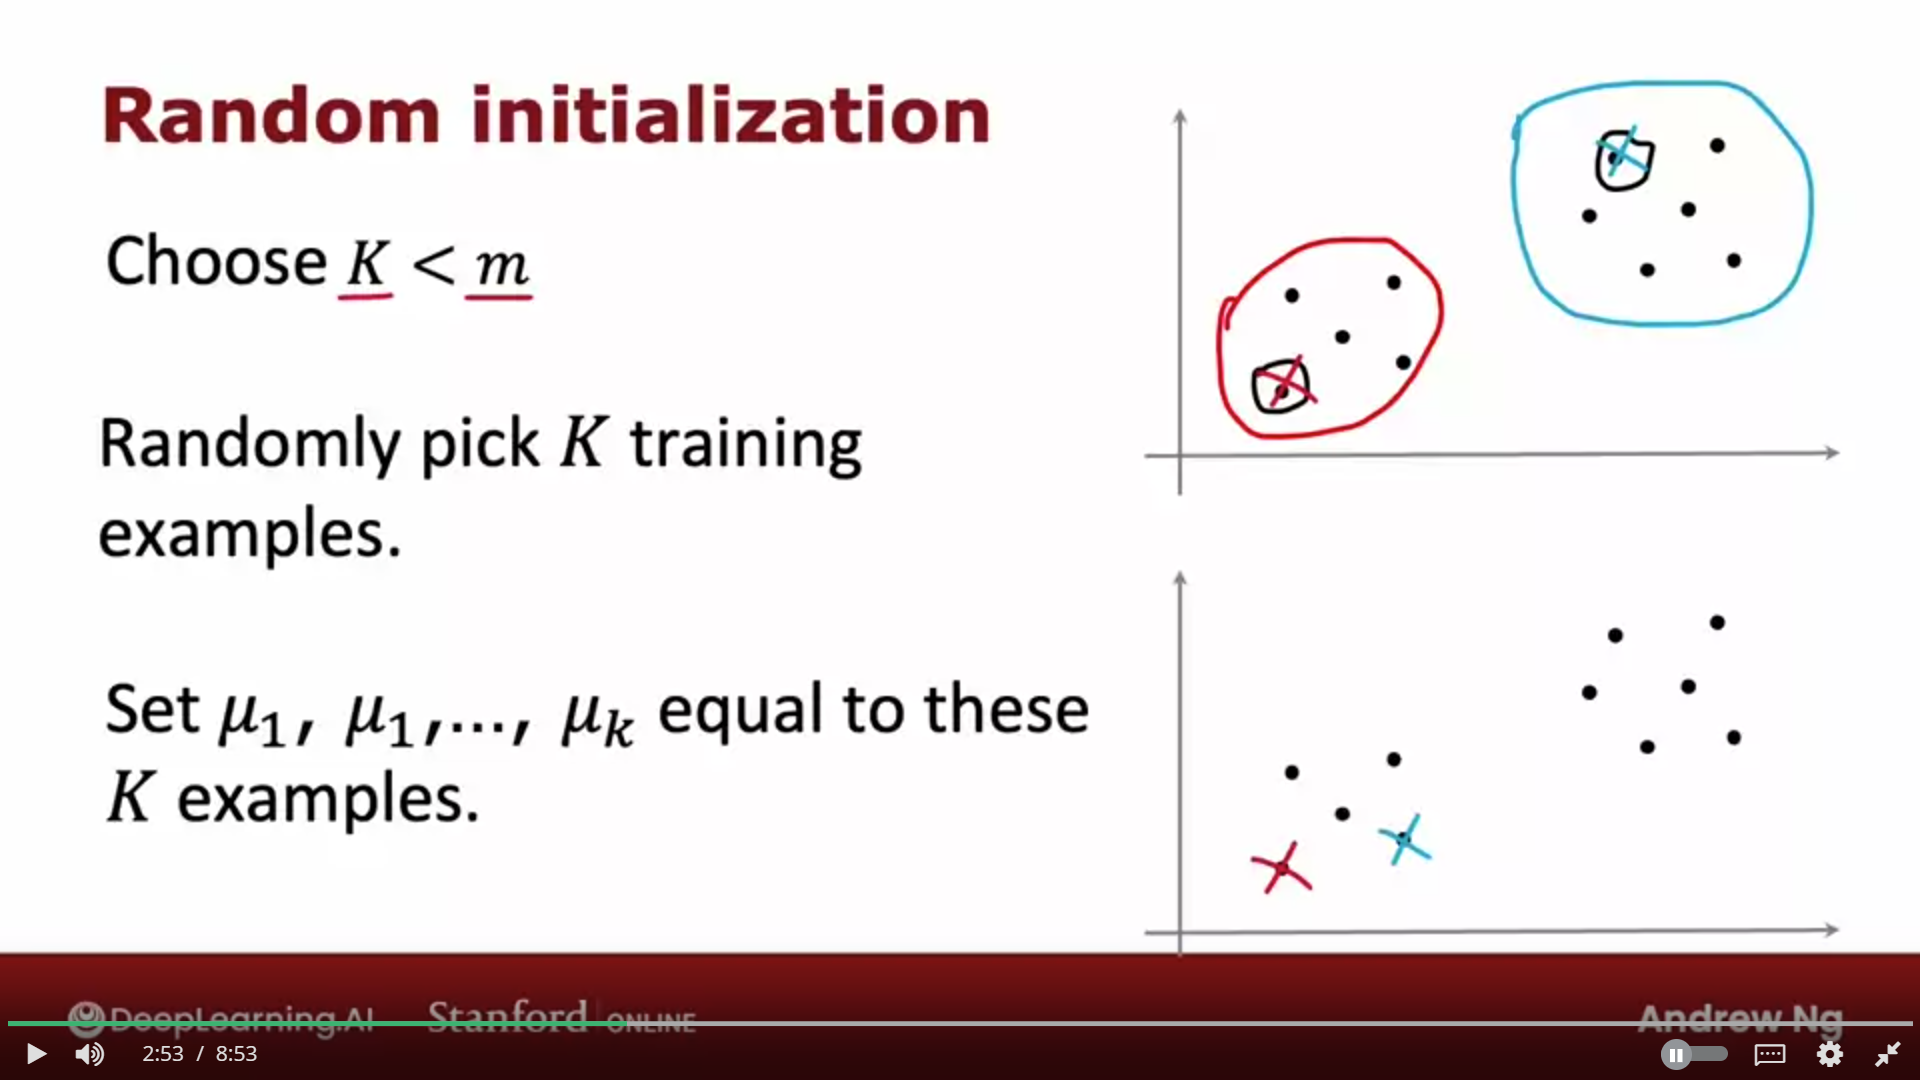 Random initialization
Choose K < m
Randomly pick K training
examples.
Set μ₁, μ₁,..., μₖ equal to these
K examples.
DeepLearning.AI Stanford ONLINE Andrew Ng
2:53 / 8:53